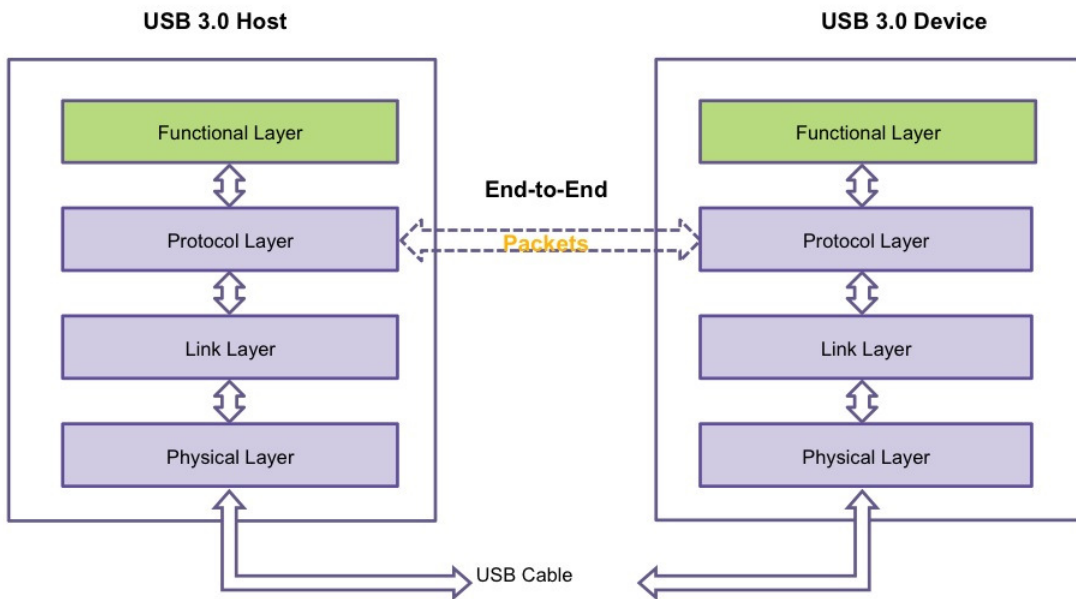 USB 3.0 Host
USB 3.0 Device
Functional Layer
Functional Layer
End-to-End
Protocol Layer
Packets
Protocol Layer
Link Layer
Link Layer
Physical Layer
Physical Layer
USB Cable